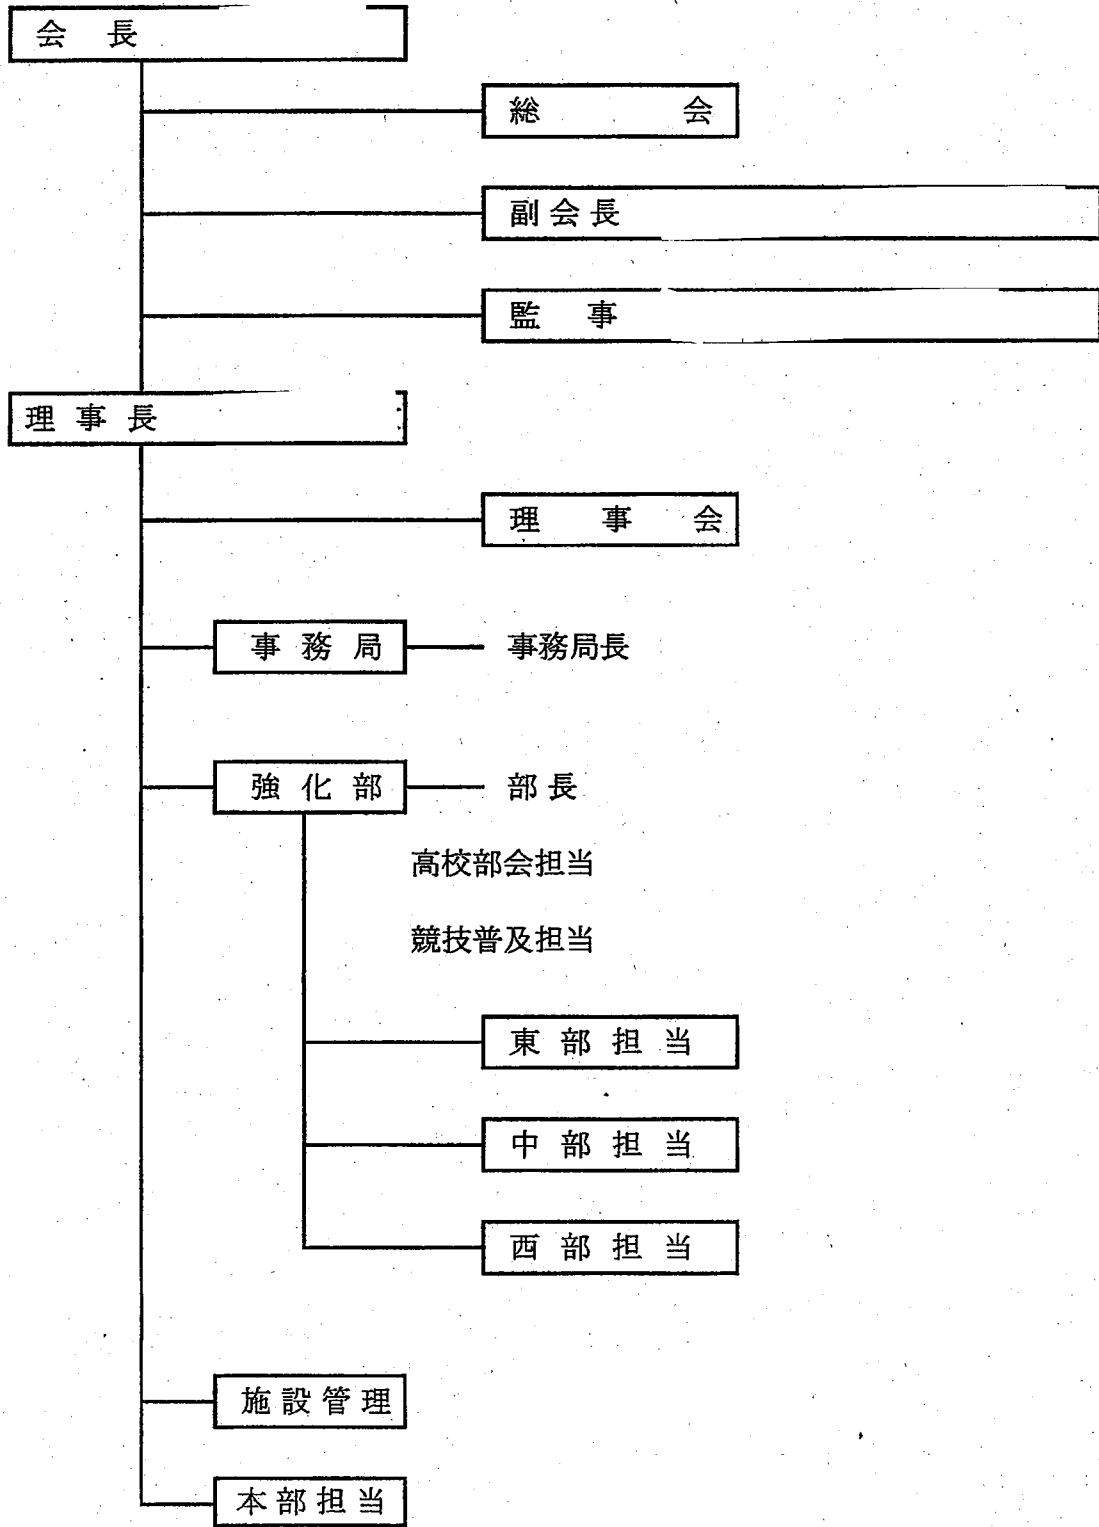 会長
総会
副会長
監事
理事長
理事会
事務局 事務局長
強化部 部長
高校部会担当
競技普及担当
東部担当
中部担当
西部担当
施設管理
本部担当